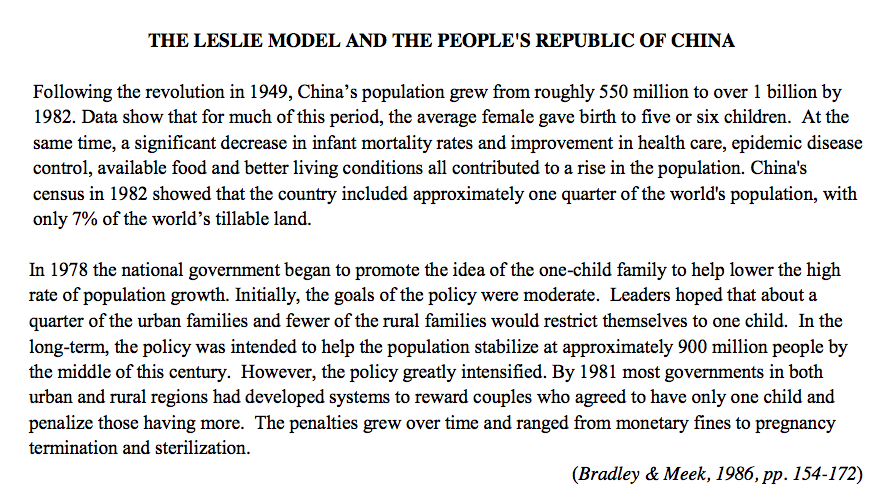 THE LESLIE MODEL AND THE PEOPLE'S REPUBLIC OF CHINA
Following the revolution in 1949, China’s population grew from roughly 550 million to over 1 billion by
1982. Data show that for much of this period, the average female gave birth to five or six children.  At the
same time, a significant decrease in infant mortality rates and improvement in health care, epidemic disease
control, available food and better living conditions all contributed to a rise in the population. China's
census in 1982 showed that the country included approximately one quarter of the world's population, with
only 7% of the world’s tillable land.
In 1978 the national government began to promote the idea of the one-child family to help lower the high
rate of population growth. Initially, the goals of the policy were moderate.  Leaders hoped that about a
quarter of the urban families and fewer of the rural families would restrict themselves to one child.  In the
long-term, the policy was intended to help the population stabilize at approximately 900 million people by
the middle of this century.  However, the policy greatly intensified. By 1981 most governments in both
urban and rural regions had developed systems to reward couples who agreed to have only one child and
penalize those having more.  The penalties grew over time and ranged from monetary fines to pregnancy
termination and sterilization.
(Bradley & Meek, 1986, pp. 154-172)